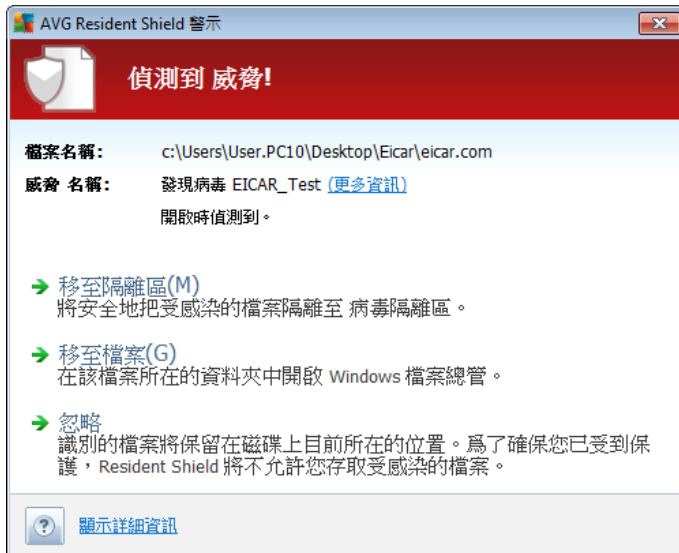 AVG Resident Shield 警示
偵測到 威脅!
檔案名稱: c:\Users\User.PC10\Desktop\Eicar\eicar.com
威脅 名稱: 發現病毒 EICAR_Test (更多資訊)
開啟時偵測到。
移至隔離區(M)
將安全地把受感染的檔案隔離至 病毒隔離區。
移至檔案(G)
在該檔案所在的資料夾中開啟 Windows 檔案總管。
忽略
識別的檔案將保留在磁碟上目前所在的位置。爲了確保您已受到保
護，Resident Shield 將不允許您存取受感染的檔案。
顯示詳細資訊